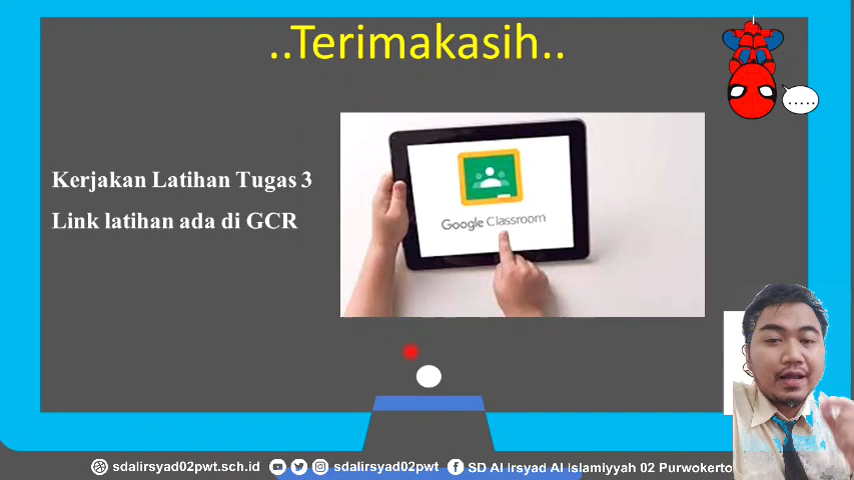 ..Terimakasih..
.....
Kerjakan Latihan Tugas 3
Link latihan ada di GCR
Google Classroom
sdalirsyad02pwt.sch.id sdalirsyad02pwt SD Al Irsyad Al Islamiyyah 02 Purwokerto